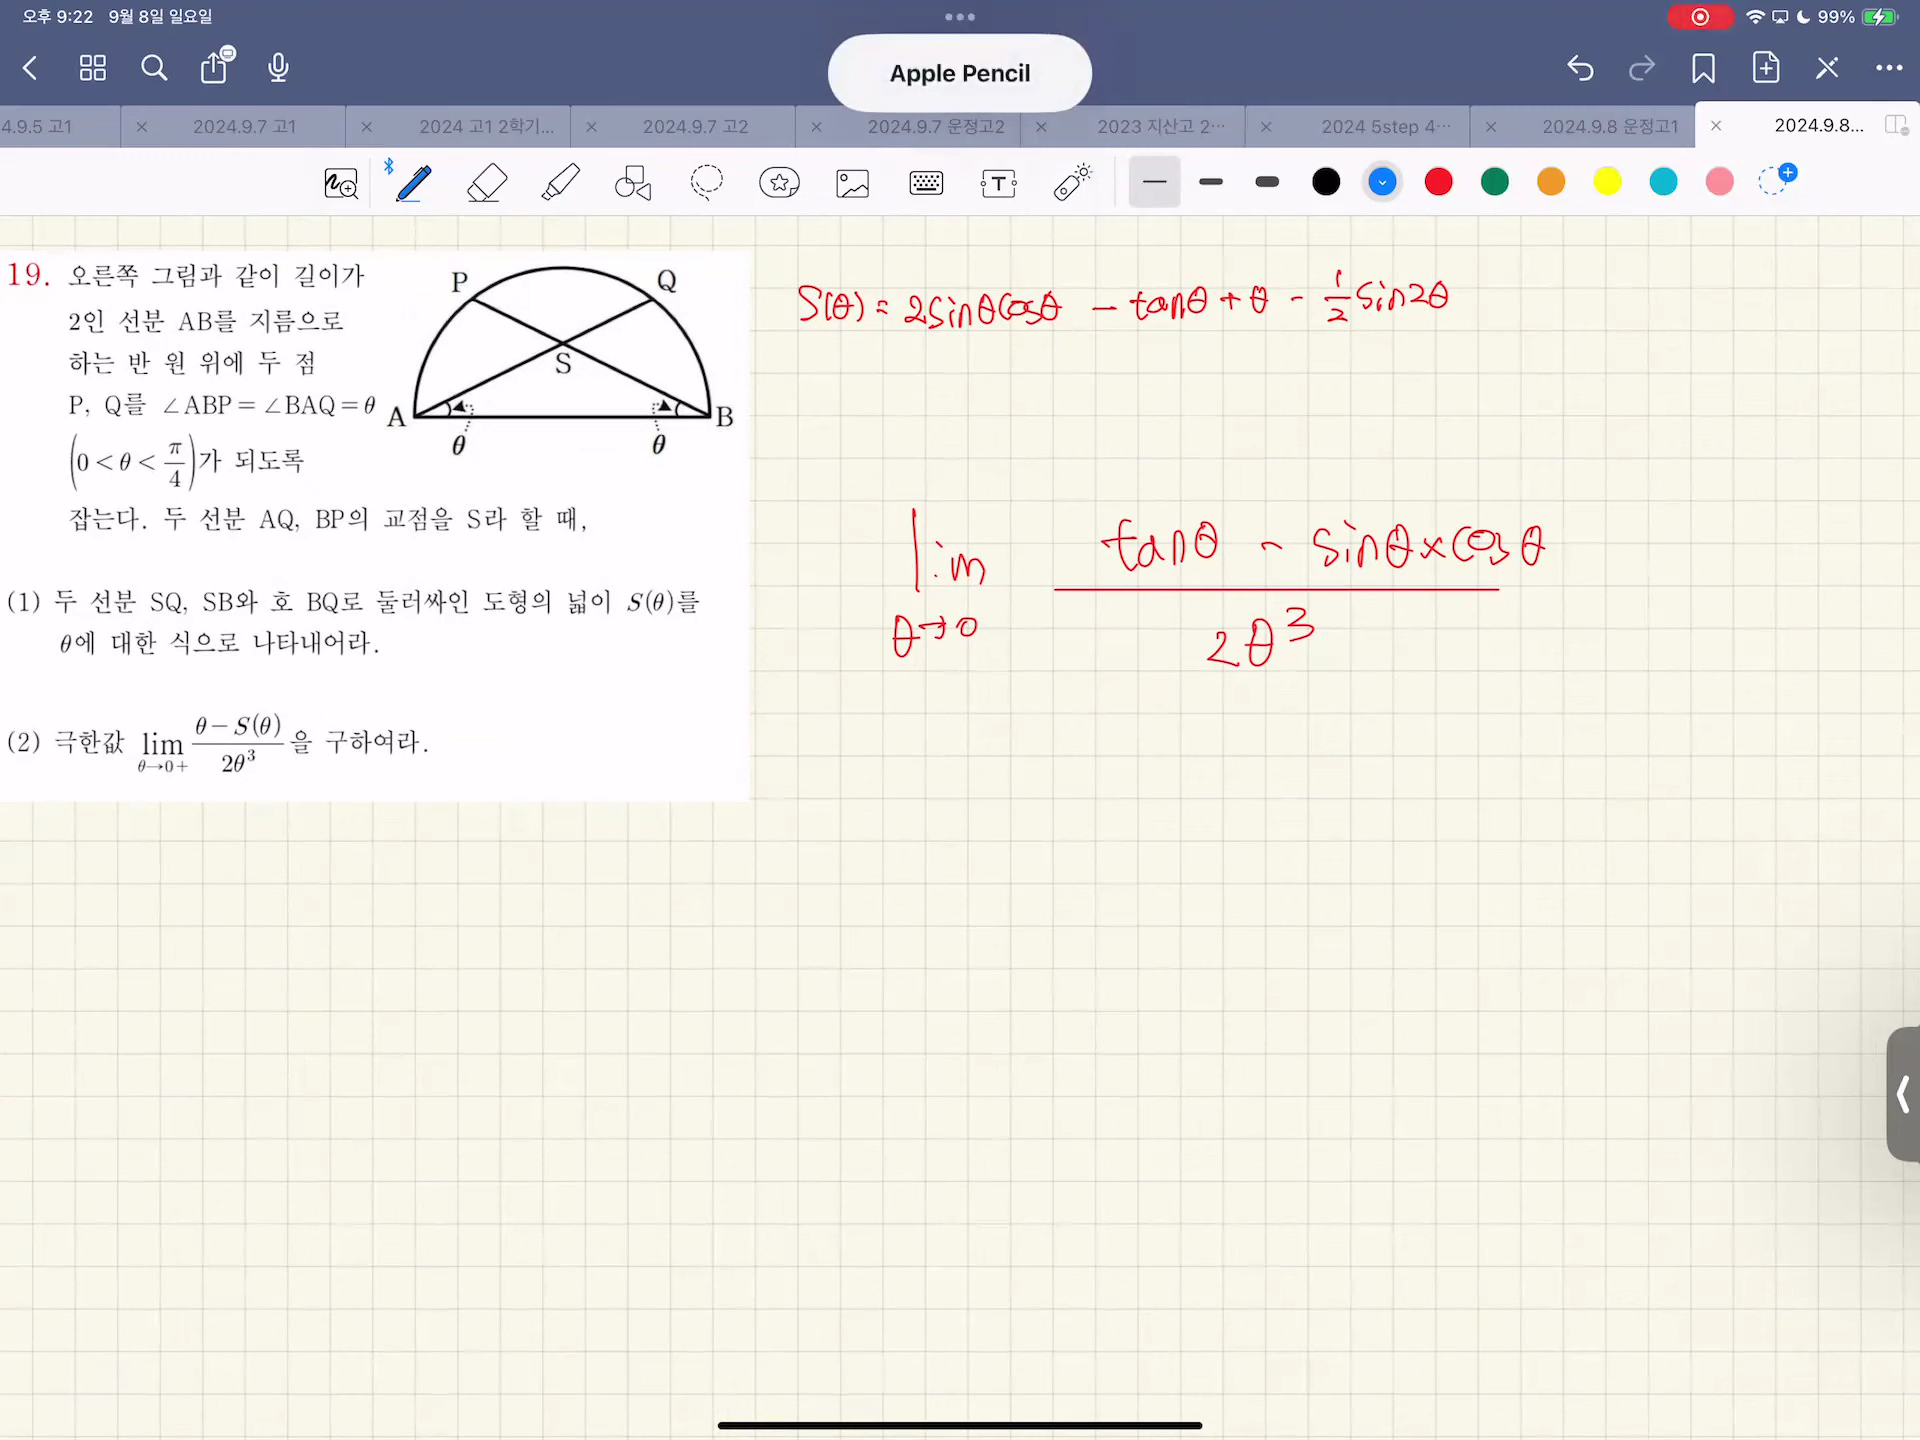 오후 9:22 9월 8일 일요일
99%
Apple Pencil
4.9.5 고1
2024.9.7 고1
2024 고1 2학기...
2024.9.7 고2
2024.9.7 운정고2
2023 지산고 2...
2024 5step 4...
2024.9.8 운정고1
2024.9.8...
19. 오른쪽 그림과 같이 길이가
2인 선분 AB를 지름으로
하는 반 원 위에 두 점
P, Q를 ∠ABP=∠BAQ=θ
(0<θ<π/4)가 되도록
잡는다. 두 선분 AQ, BP의 교점을 S라 할 때,
P
Q
S
A
B
θ
θ
(1) 두 선분 SQ, SB와 호 BQ로 둘러싸인 도형의 넓이 S(θ)를
θ에 대한 식으로 나타내어라.
(2) 극한값 lim θ→0+ (θ-S(θ))/(2θ³) 을 구하여라.
S(θ) = 2sinθcosθ - tanθ + θ - 1/2 sin2θ
lim θ→0 (tanθ - sinθ×cosθ)/(2θ³)